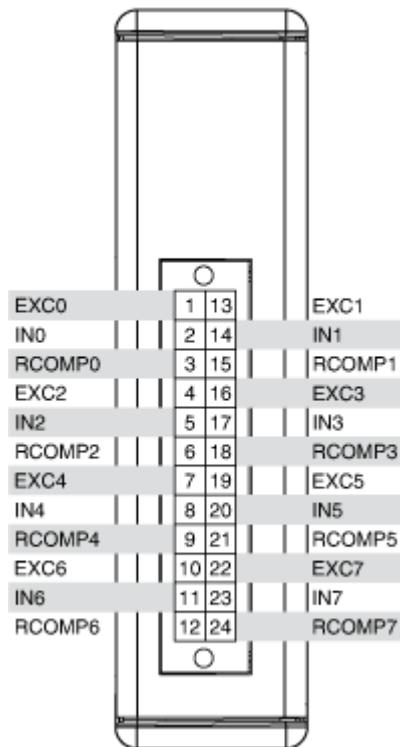 EXC0 1 13 EXC1
IN0 2 14 IN1
RCOMP0 3 15 RCOMP1
EXC2 4 16 EXC3
IN2 5 17 IN3
RCOMP2 6 18 RCOMP3
EXC4 7 19 EXC5
IN4 8 20 IN5
RCOMP4 9 21 RCOMP5
EXC6 10 22 EXC7
IN6 11 23 IN7
RCOMP6 12 24 RCOMP7